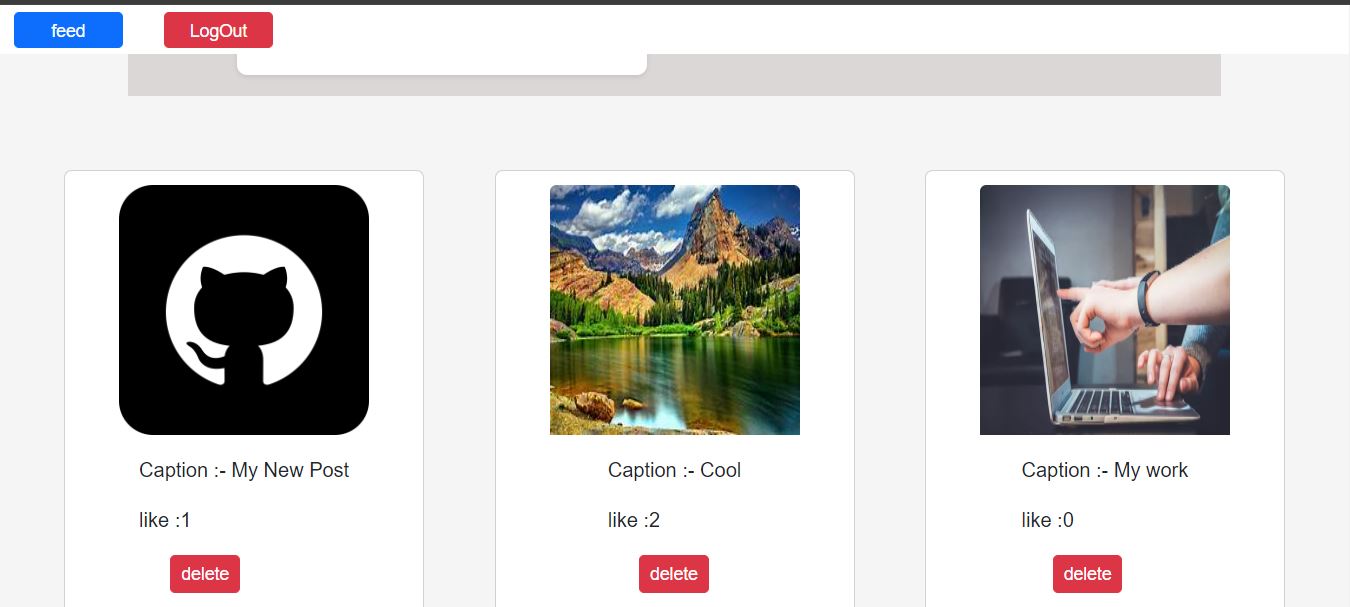 feed LogOut
Caption :- My New Post
like :1
delete
Caption :- Cool
like :2
delete
Caption :- My work
like :0
delete